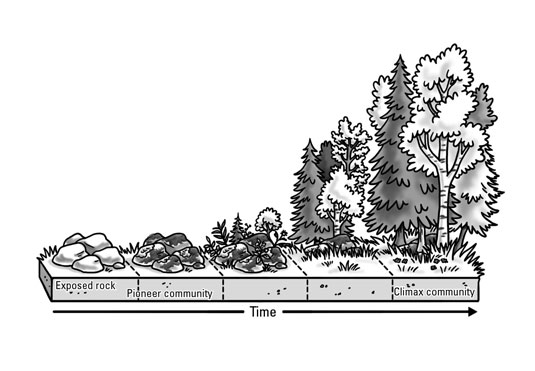 Exposed rock
Pioneer community
Climax community
Time